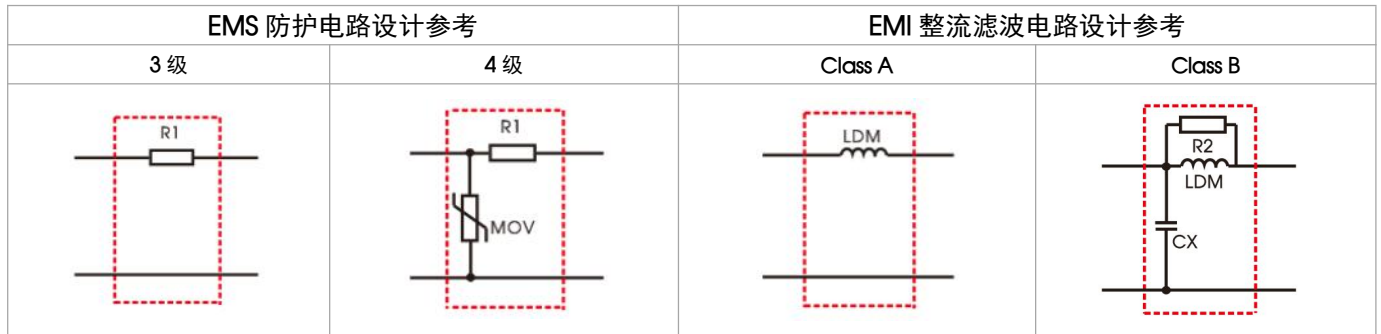 EMS 防护电路设计参考
EMI 整流滤波电路设计参考
3 级
4 级
Class A
Class B
R1
R1
MOV
LDM
R2
LDM
CX